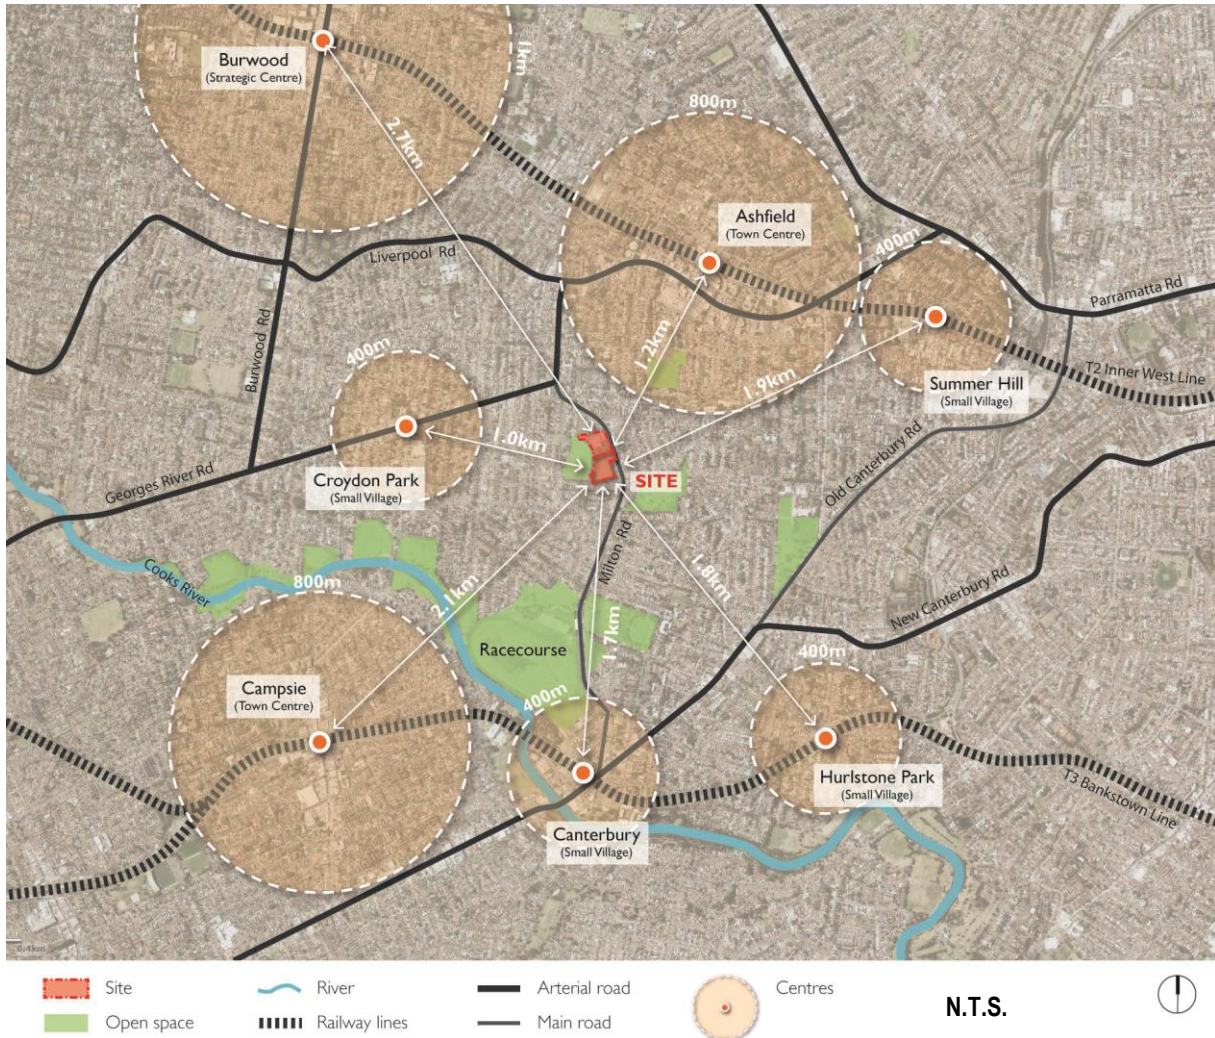 Burwood
(Strategic Centre)
1km
2.7km
800m
Ashfield
(Town Centre)
400m
Liverpool Rd
Parramatta Rd
Burwood Rd
1.2km
400m
1.9km
T2 Inner West Line
Summer Hill
(Small Village)
1.0km
Old Canterbury Rd
Georges River Rd
Croydon Park
(Small Village)
SITE
Milton Rd
Cooks River
800m
2.1km
1.8km
1.7km
New Canterbury Rd
Racecourse
400m
Campsie
(Town Centre)
400m
Hurlstone Park
(Small Village)
T3 Bankstown Line
Canterbury
(Small Village)
0.4km
Site
River
Arterial road
Centres
N.T.S.
Open space
Railway lines
Main road